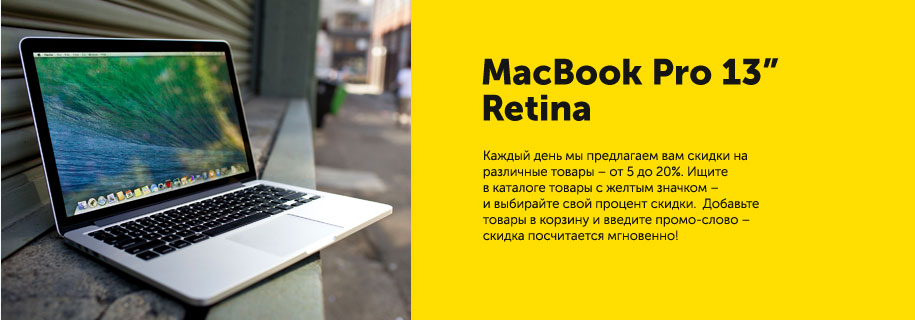 MacBook Pro 13”
Retina
Каждый день мы предлагаем вам скидки на
различные товары – от 5 до 20%. Ищите
в каталоге товары с желтым значком –
и выбирайте свой процент скидки. Добавьте
товары в корзину и введите промо-слово –
скидка посчитается мгновенно!